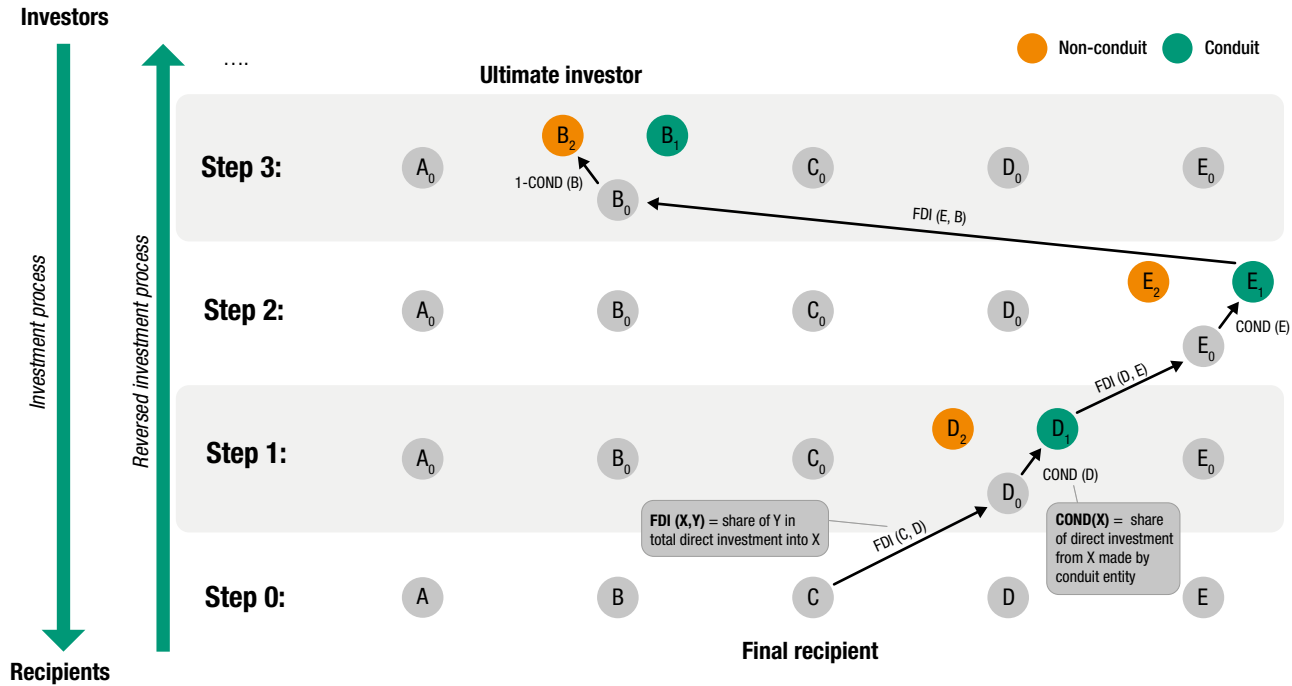 Investors
....
Non-conduit
Conduit
Ultimate investor
Step 3:
A0
B2
B1
B0
C0
D0
E0
1-COND (B)
FDI (E, B)
Step 2:
A0
B0
C0
D0
E2
E1
E0
COND (E)
FDI (D, E)
Step 1:
A0
B0
C0
D2
D1
D0
E0
COND (D)
FDI (X,Y) = share of Y in
total direct investment into X
FDI (C, D)
COND(X) = share
of direct investment
from X made by
conduit entity
Step 0:
A
B
C
D
E
Final recipient
Investment process
Reversed investment process
Recipients